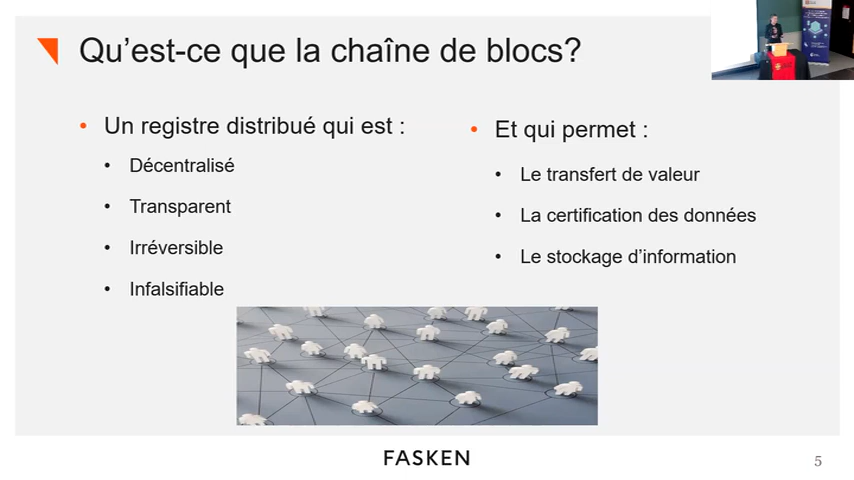 Qu’est-ce que la chaîne de blocs?
• Un registre distribué qui est :
• Décentralisé
• Transparent
• Irréversible
• Infalsifiable
• Et qui permet :
• Le transfert de valeur
• La certification des données
• Le stockage d’information
FASKEN
5